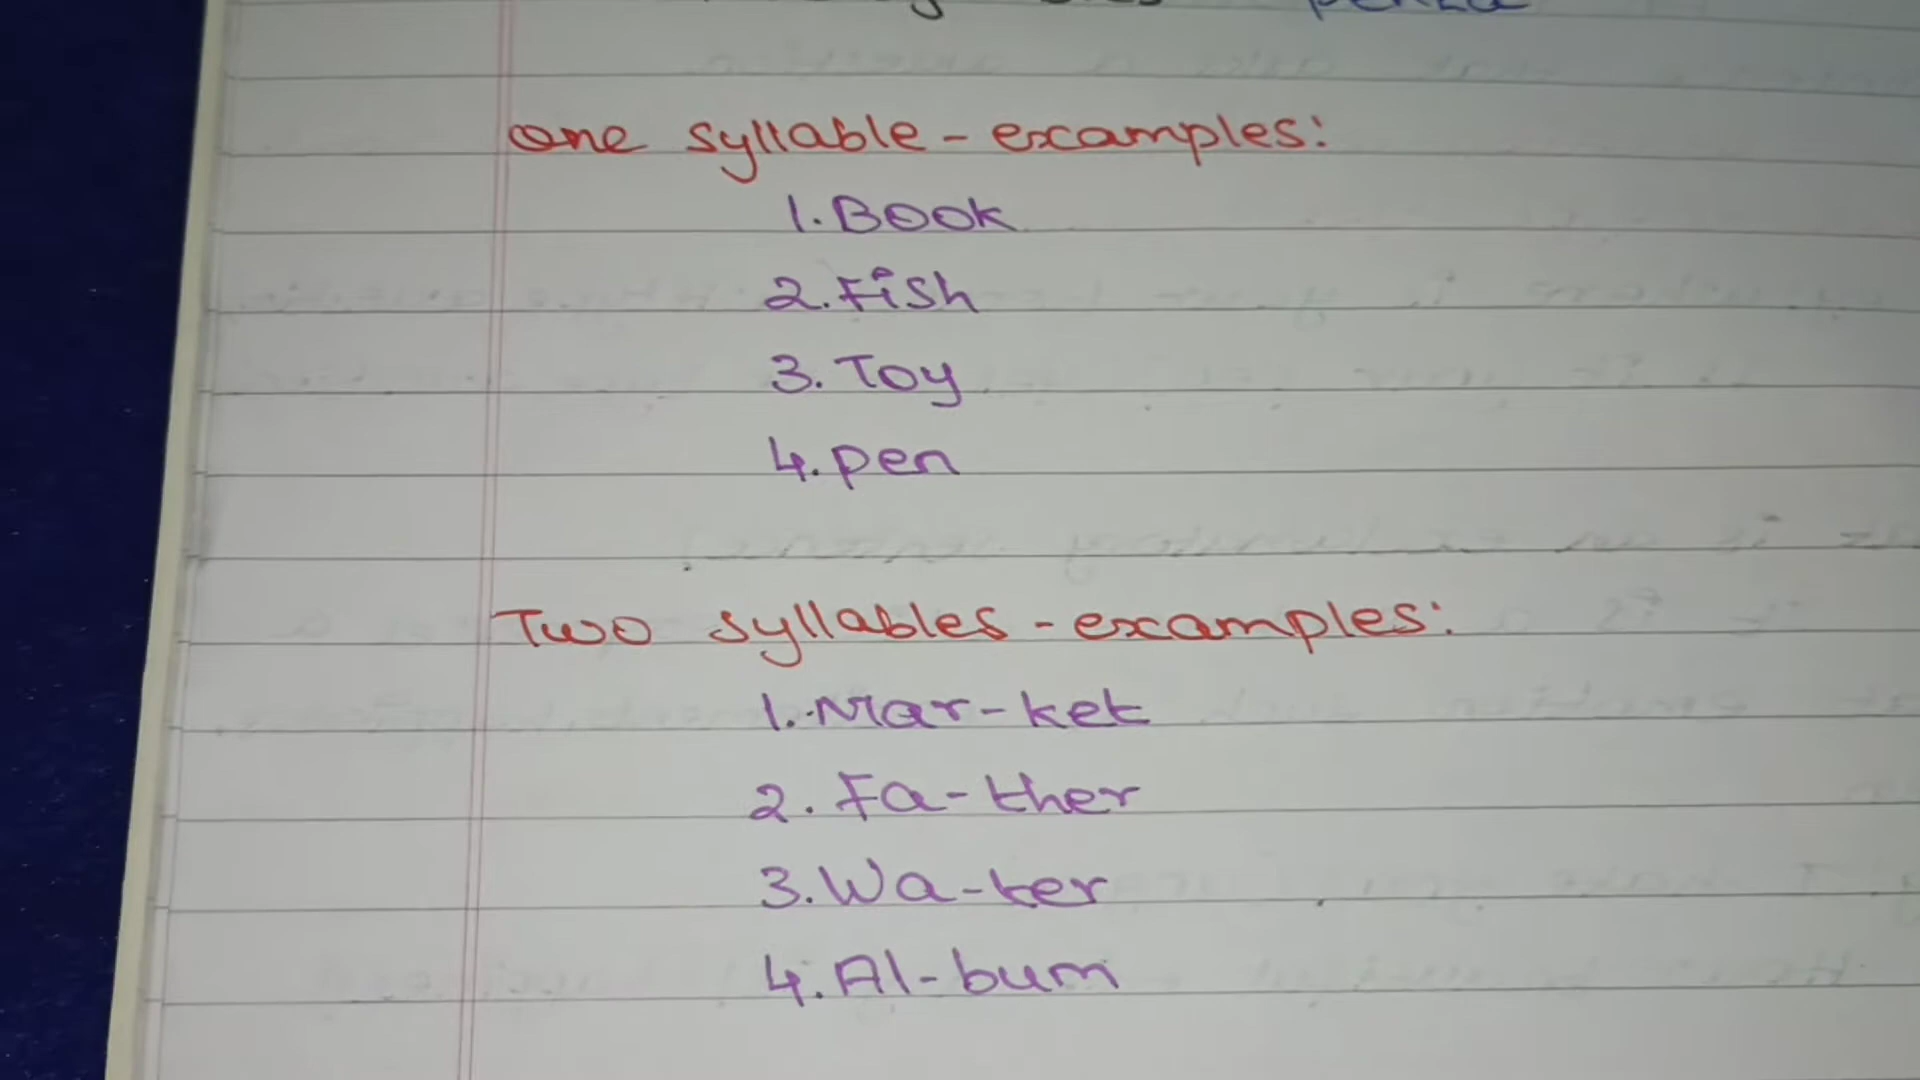 one syllable - examples:
1. Book
2. Fish
3. Toy
4. pen
Two syllables - examples:
1. Mar-ket
2. Fa-ther
3. Wa-ter
4. Al-bum